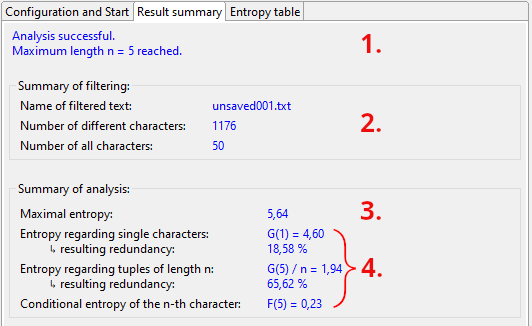 Configuration and Start Result summary Entropy table
Analysis successful.
Maximum length n = 5 reached.
1.
Summary of filtering:
Name of filtered text: unsaved001.txt
Number of different characters: 1176
2.
Number of all characters: 50
Summary of analysis:
3.
Maximal entropy: 5,64
Entropy regarding single characters: G(1) = 4,60
↳ resulting redundancy: 18,58 %
Entropy regarding tuples of length n: G(5) / n = 1,94
4.
↳ resulting redundancy: 65,62 %
Conditional entropy of the n-th character: F(5) = 0,23